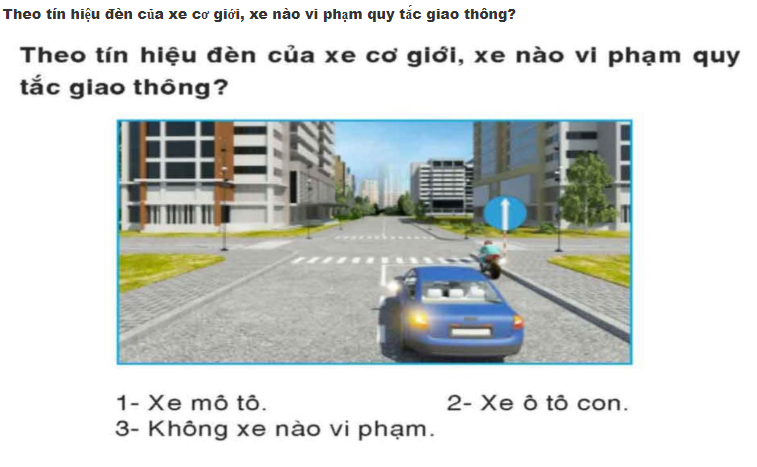 Theo tín hiệu đèn của xe cơ giới, xe nào vi phạm quy tắc giao thông?
Theo tín hiệu đèn của xe cơ giới, xe nào vi phạm quy
tắc giao thông?
1- Xe mô tô. 2- Xe ô tô con.
3- Không xe nào vi phạm.